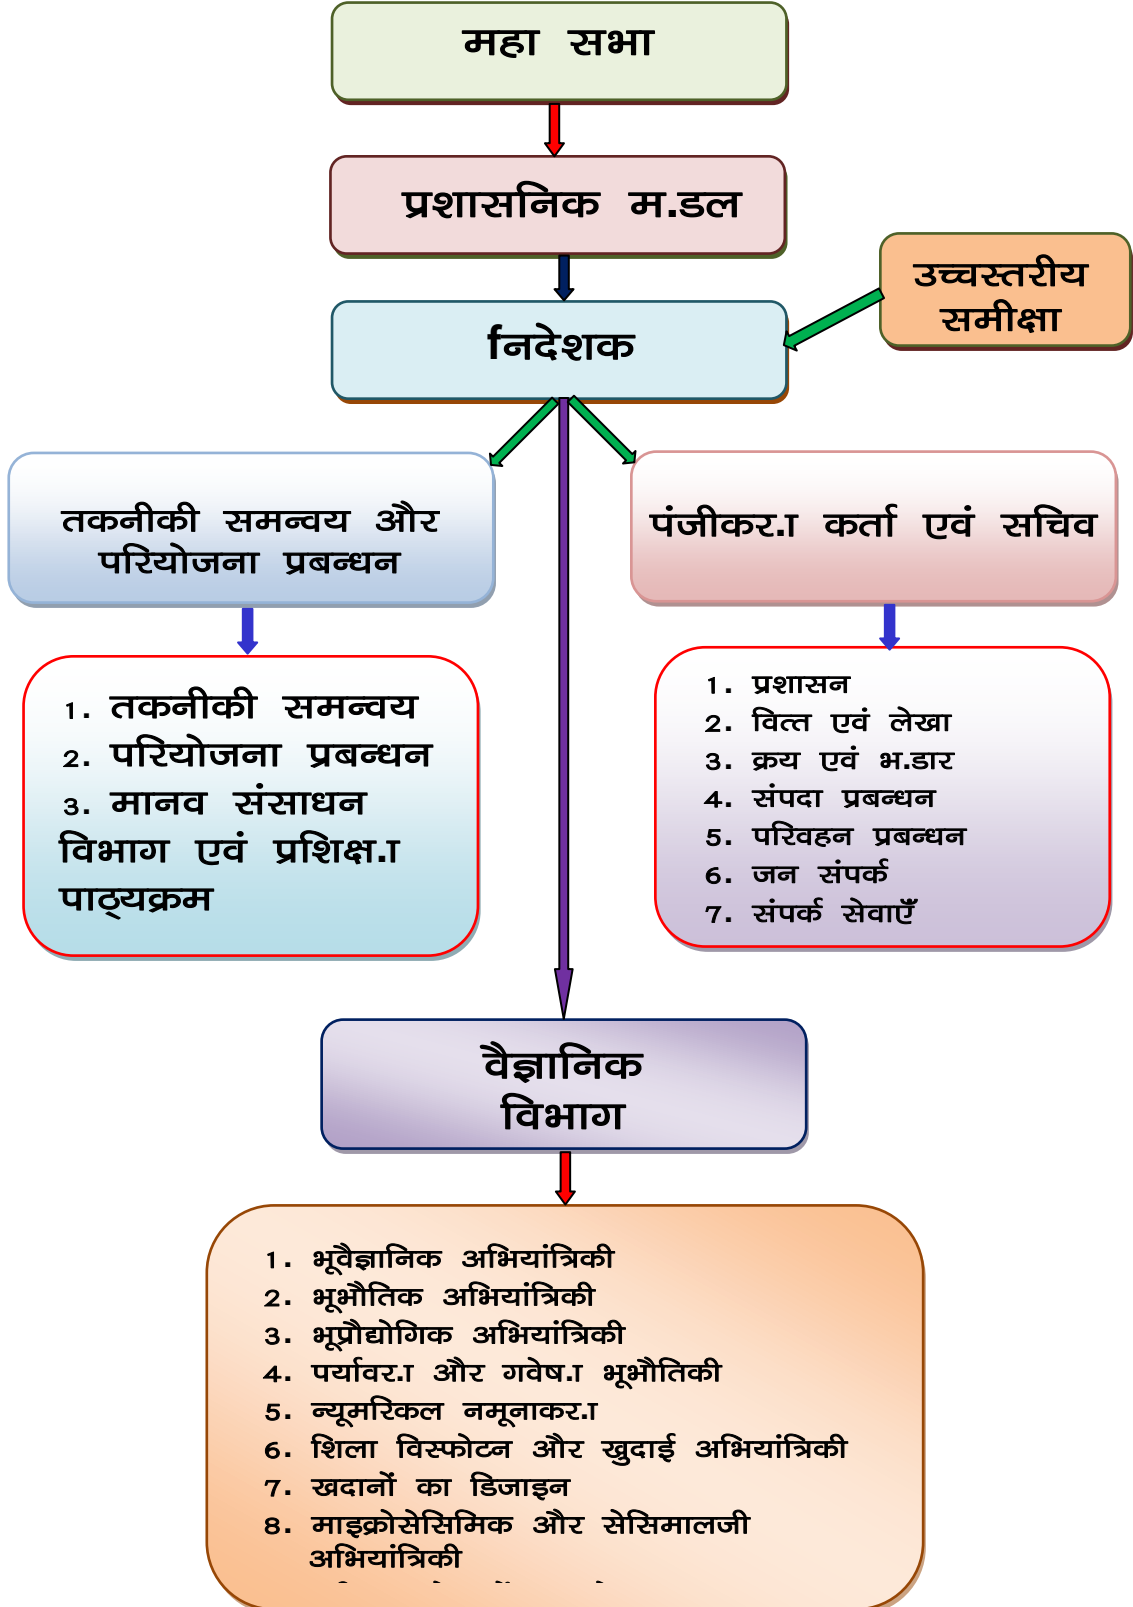 महा सभा
प्रशासनिक म.डल
उच्चस्तरीय
समीक्षा
निदेशक
तकनीकी समन्वय और
परियोजना प्रबन्धन
पंजीकर.ा कर्ता एवं सचिव
1. तकनीकी समन्वय
2. परियोजना प्रबन्धन
3. मानव संसाधन
विभाग एवं प्रशिक्ष.ा
पाठ्यक्रम
1. प्रशासन
2. वित्त एवं लेखा
3. क्रय एवं भ.डार
4. संपदा प्रबन्धन
5. परिवहन प्रबन्धन
6. जन संपर्क
7. संपर्क सेवाएँ
वैज्ञानिक
विभाग
1. भूवैज्ञानिक अभियांत्रिकी
2. भूभौतिक अभियांत्रिकी
3. भूप्रौद्योगिक अभियांत्रिकी
4. पर्यावर.ा और गवेष.ा भूभौतिकी
5. न्यूमरिकल नमूनाकर.ा
6. शिला विस्फोटन और खुदाई अभियांत्रिकी
7. खदानों का डिजाइन
8. माइक्रोसेसिमिक और सेसिमालजी
अभियांत्रिकी